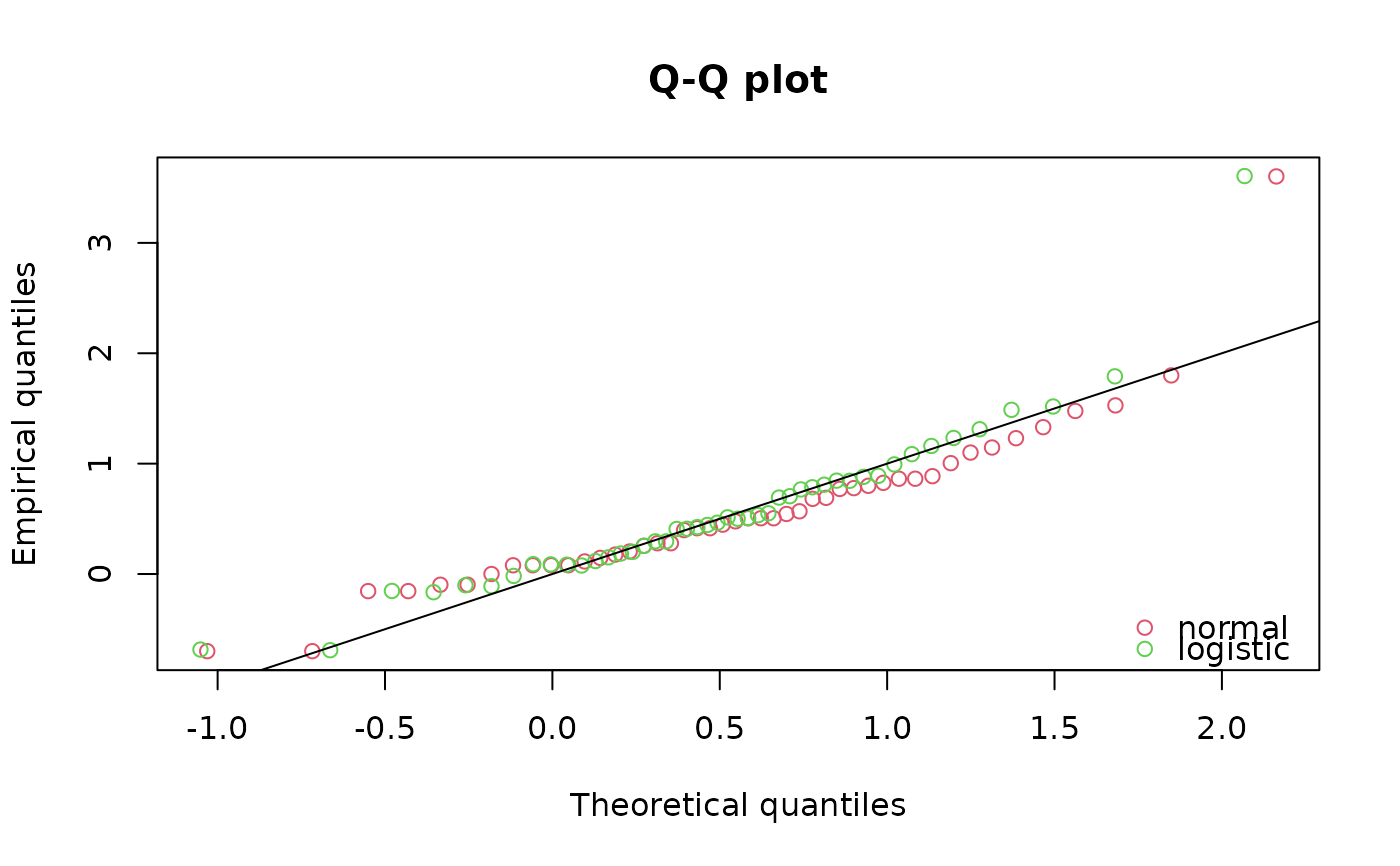 Q-Q plot
Empirical quantiles
3
2
1
0
normal
logistic
-1.0 -0.5 0.0 0.5 1.0 1.5 2.0
Theoretical quantiles